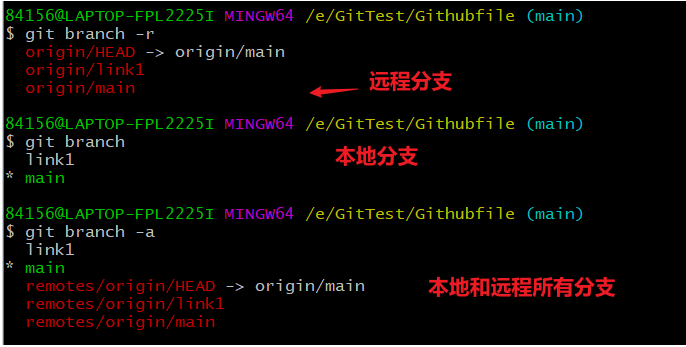 84156@LAPTOP-FPL2225I MINGW64 /e/GitTest/Githubfile (main)
$ git branch -r
origin/HEAD -> origin/main
origin/link1
origin/main
远程分支
84156@LAPTOP-FPL2225I MINGW64 /e/GitTest/Githubfile (main)
$ git branch
link1
* main
本地分支
84156@LAPTOP-FPL2225I MINGW64 /e/GitTest/Githubfile (main)
$ git branch -a
link1
* main
remotes/origin/HEAD -> origin/main
remotes/origin/link1
remotes/origin/main
本地和远程所有分支